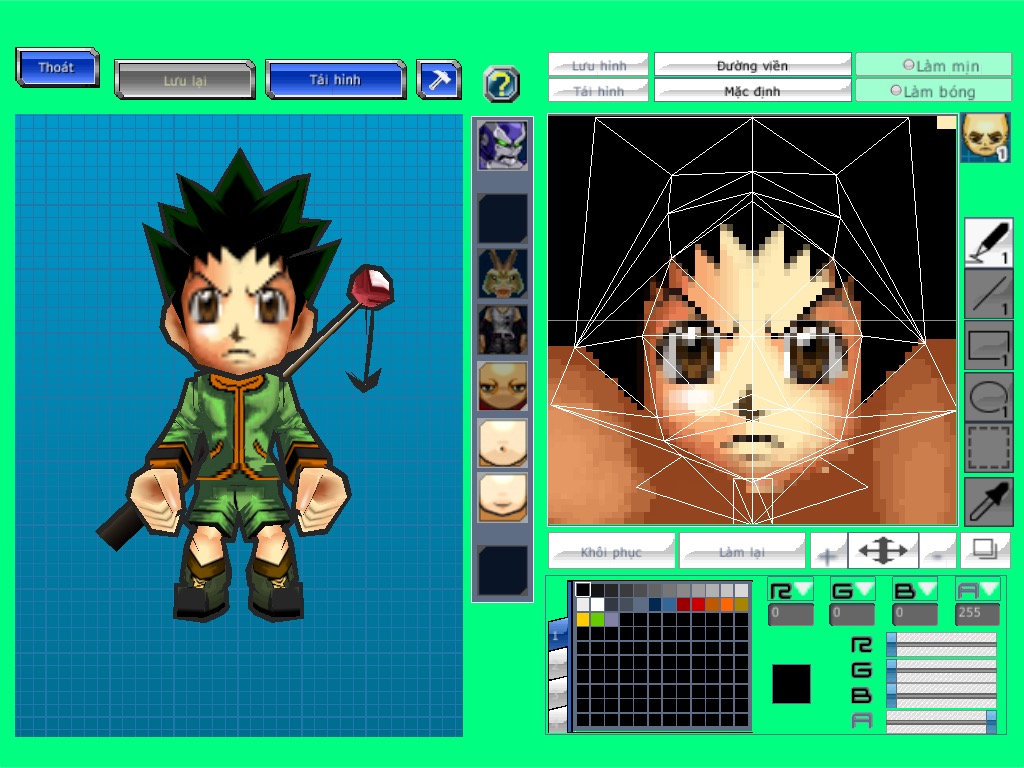 Thoát
Lưu lại
Tải hình
?
Lưu hình
Đường viền
Làm mịn
Tải hình
Mặc định
Làm bóng
1
1
1
1
1
Khôi phục
Làm lại
+
-
1
R G B A
0 0 0 255
R
G
B
A